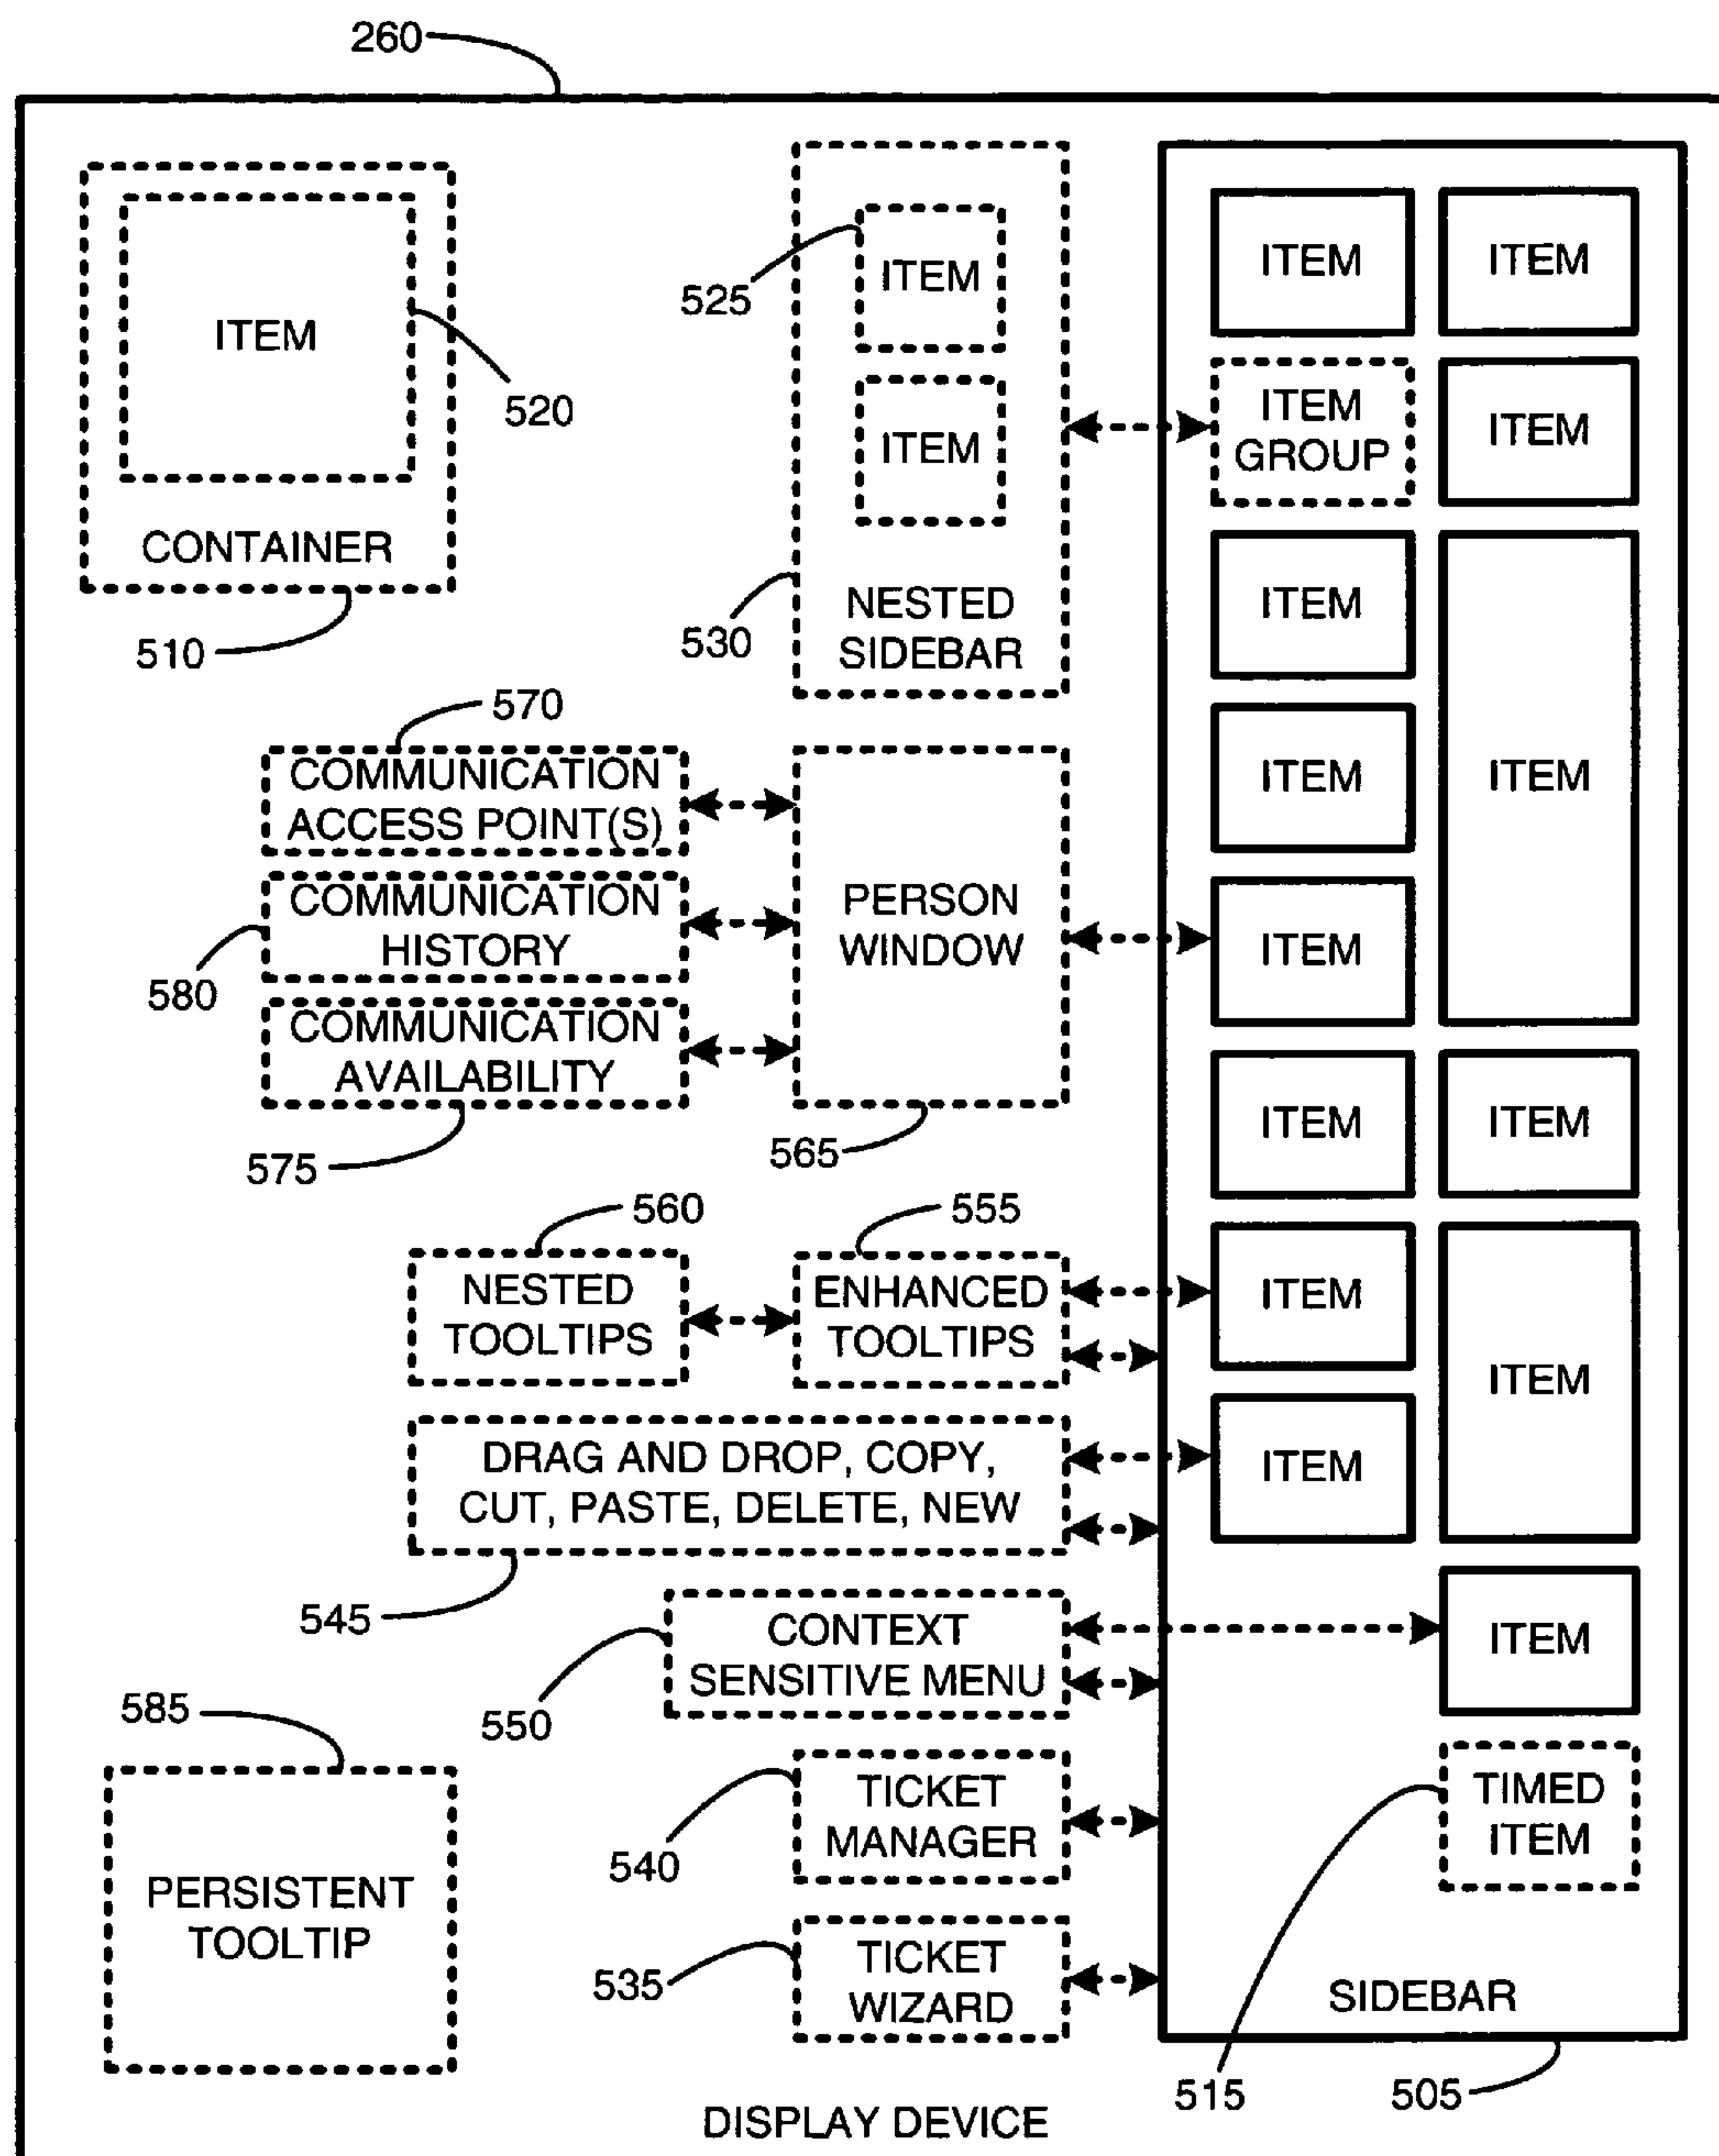 260
ITEM
520
CONTAINER
510
525
ITEM
ITEM
530
NESTED
SIDEBAR
ITEM
ITEM
ITEM
GROUP
ITEM
ITEM
ITEM
ITEM
ITEM
ITEM
ITEM
ITEM
ITEM
ITEM
ITEM
TIMED
ITEM
SIDEBAR
515
505
570
COMMUNICATION
ACCESS POINT(S)
COMMUNICATION
HISTORY
580
COMMUNICATION
AVAILABILITY
575
PERSON
WINDOW
565
560
NESTED
TOOLTIPS
555
ENHANCED
TOOLTIPS
DRAG AND DROP, COPY,
CUT, PASTE, DELETE, NEW
545
CONTEXT
SENSITIVE MENU
550
585
PERSISTENT
TOOLTIP
TICKET
MANAGER
540
TICKET
WIZARD
535
DISPLAY DEVICE